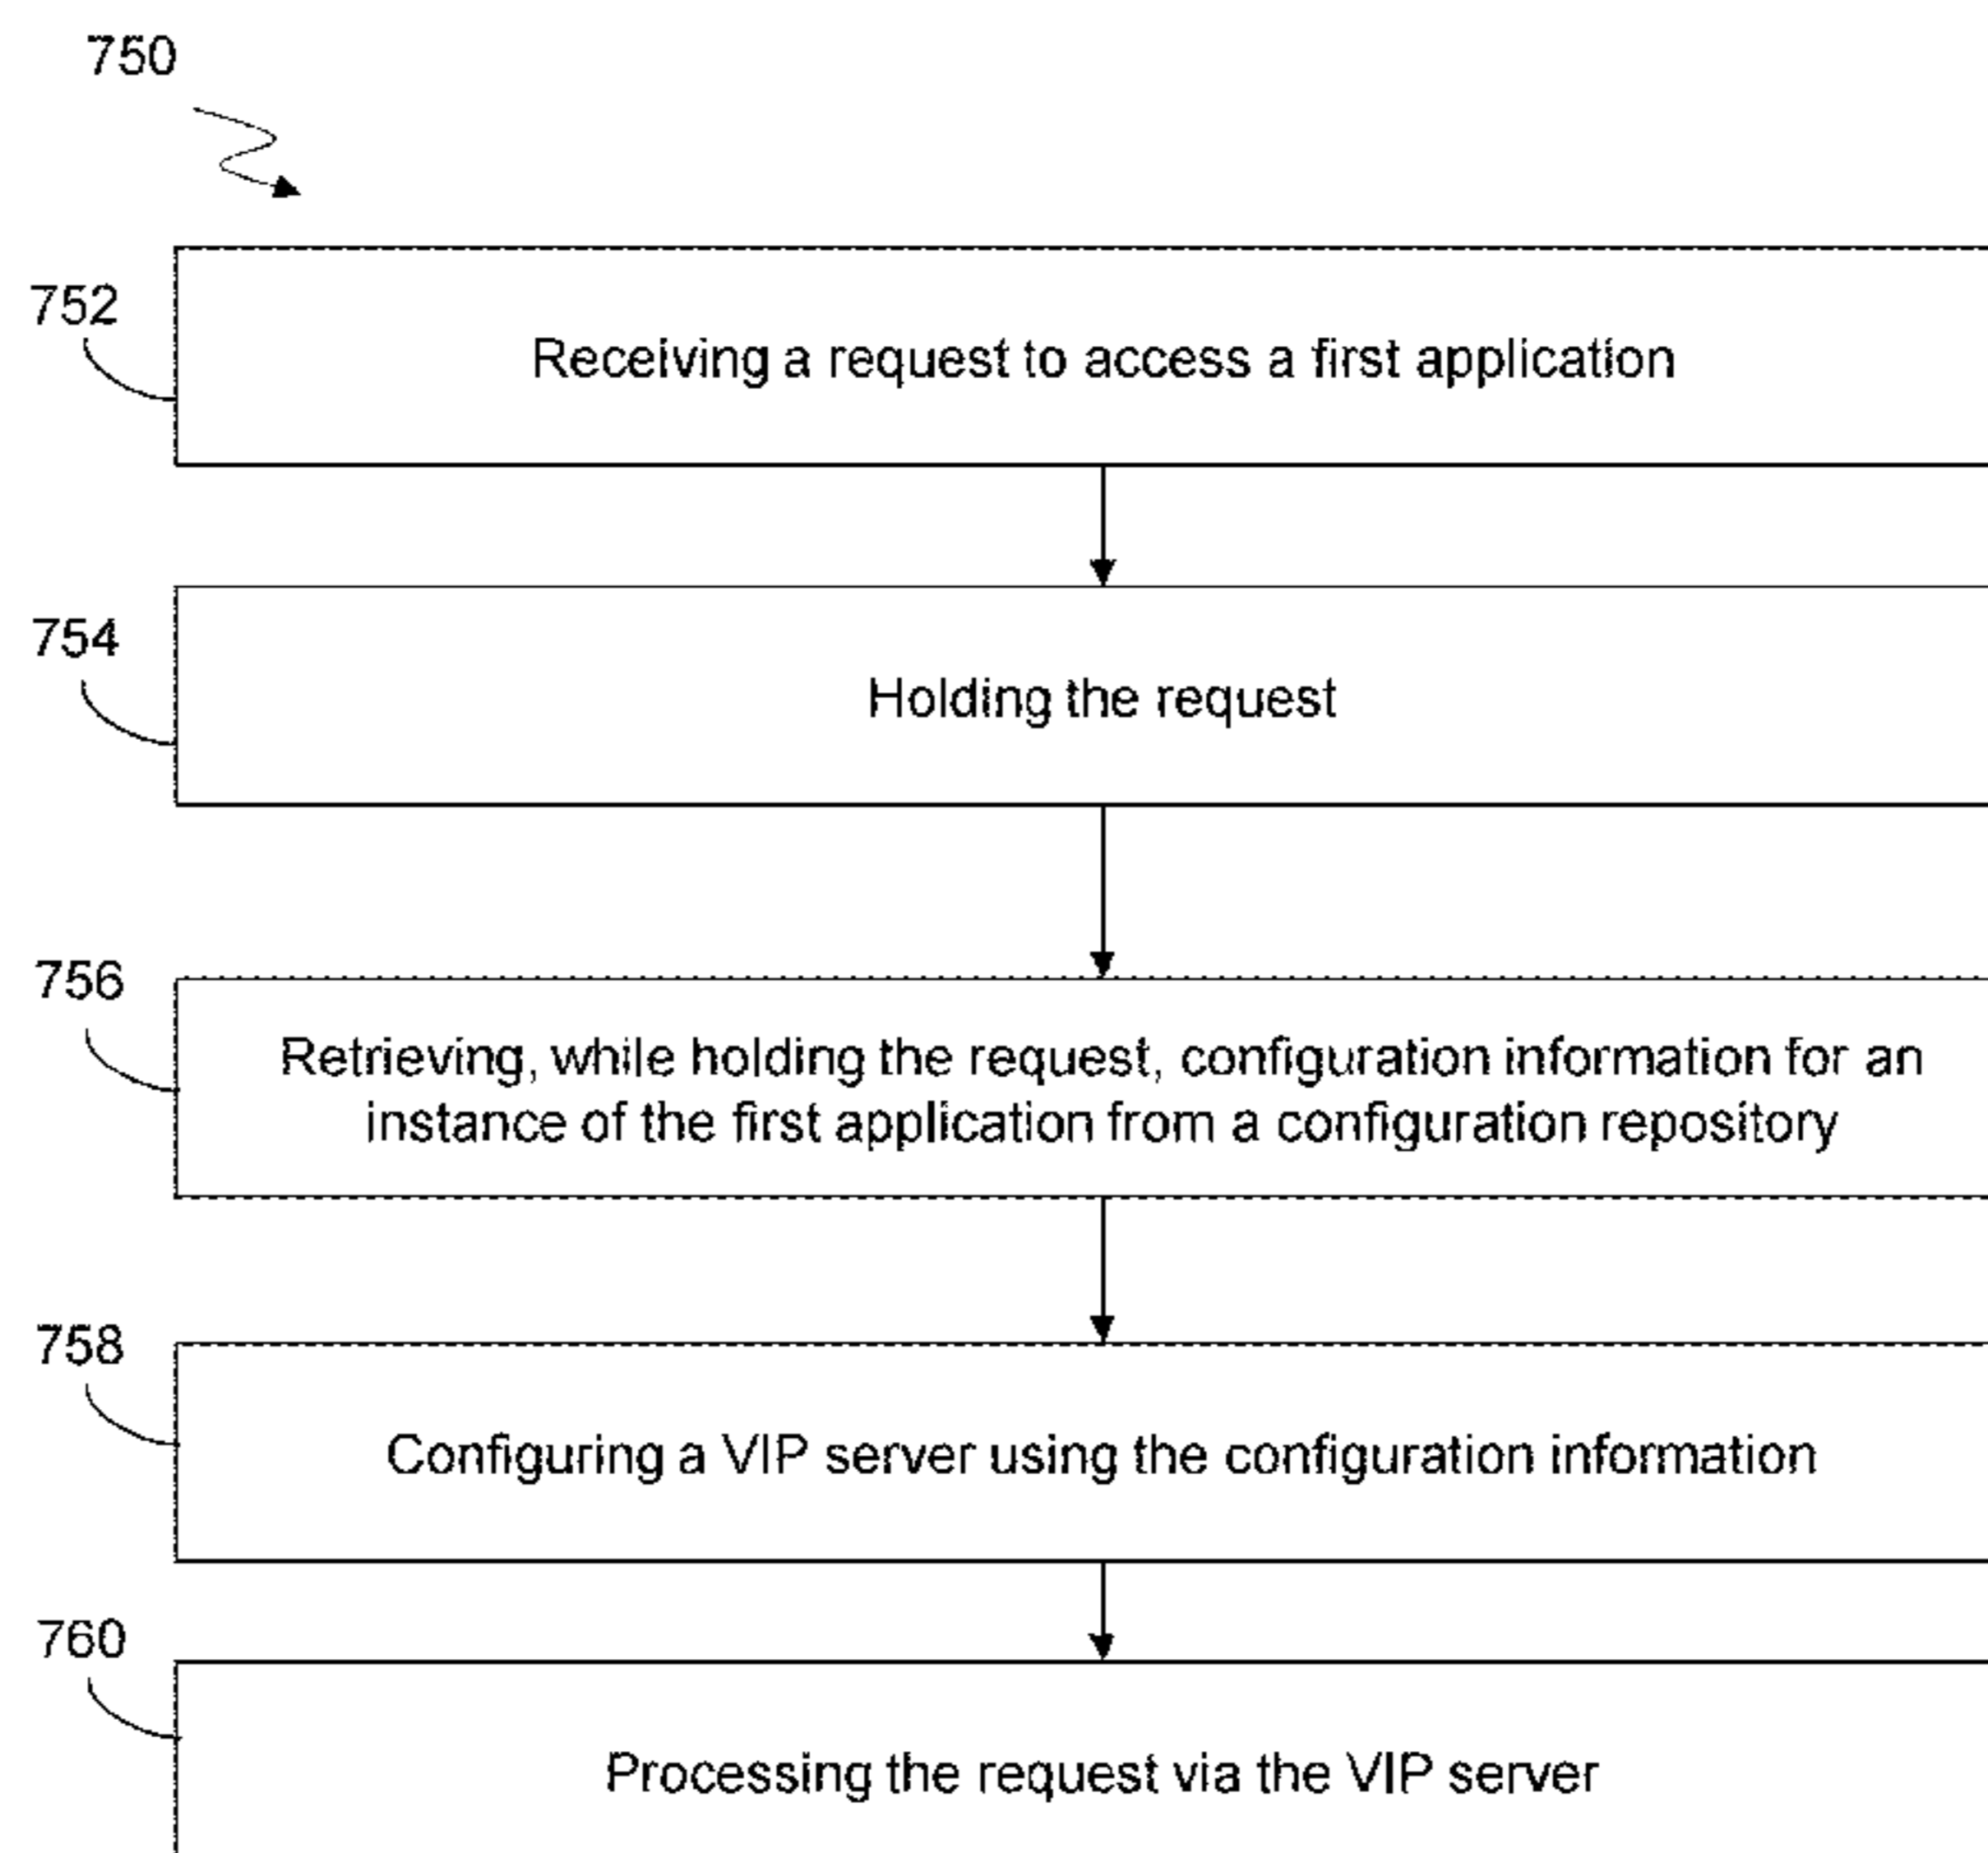 750
752
Receiving a request to access a first application
754
Holding the request
756
Retrieving, while holding the request, configuration information for an
instance of the first application from a configuration repository
758
Configuring a VIP server using the configuration information
760
Processing the request via the VIP server